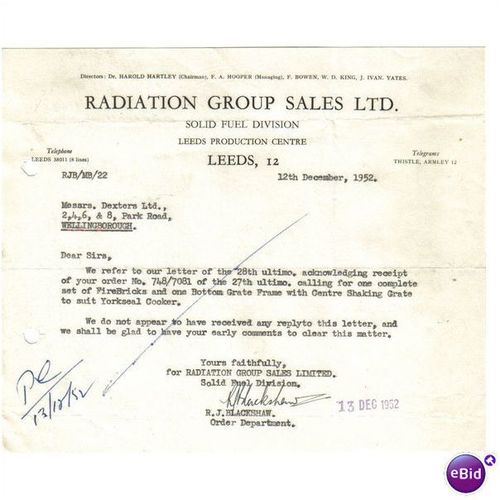 Directors: Dr. HAROLD HARTLEY (Chairman), F. A. HOOPER (Managing), F. BOWEN, W. D. KING, J. IVAN. YATES.
RADIATION GROUP SALES LTD.
SOLID FUEL DIVISION
LEEDS PRODUCTION CENTRE
Telephone
LEEDS 38011 (8 lines)
LEEDS, 12
Telegrams
THISTLE, ARMLEY 12
RJB/MB/22
12th December, 1952.
Messrs. Dexters Ltd.,
2,4,6, & 8, Park Road,
WELLINGBOROUGH.
Dear Sirs,
We refer to our letter of the 28th ultimo. acknowledging receipt
of your order No. 748/7081 of the 27th ultimo. calling for one complete
set of FireBricks and one Bottom Grate Frame with Centre Shaking Grate
to suit Yorkseal Cooker.
We do not appear to have received any replyto this letter, and
we shall be glad to have your early comments to clear this matter.
Yours faithfully,
for RADIATION GROUP SALES LIMITED.
Solid Fuel Division.
R J Blackshaw
R.J.BLACKSHAW.
Order Department.
13 DEC 1952
13/12/52
eBid